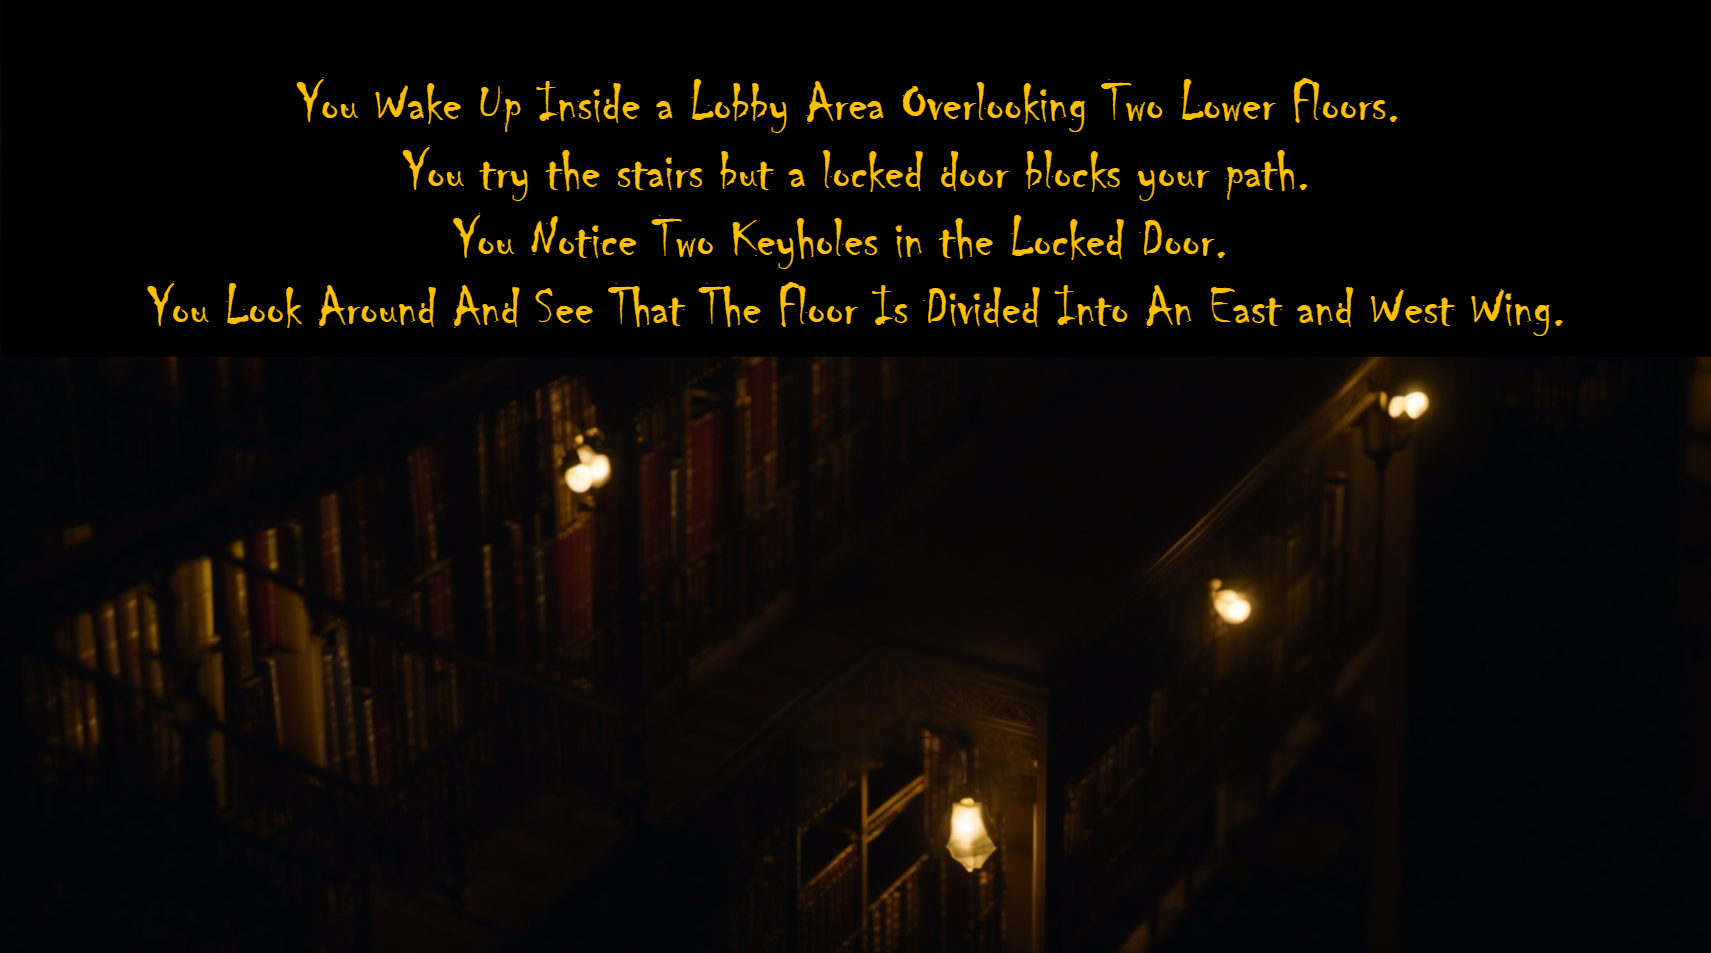 You Wake Up Inside a Lobby Area Overlooking Two Lower Floors.
You try the stairs but a locked door blocks your path.
You Notice Two Keyholes in the Locked Door.
You Look Around And See That The Floor Is Divided Into An East and West Wing.